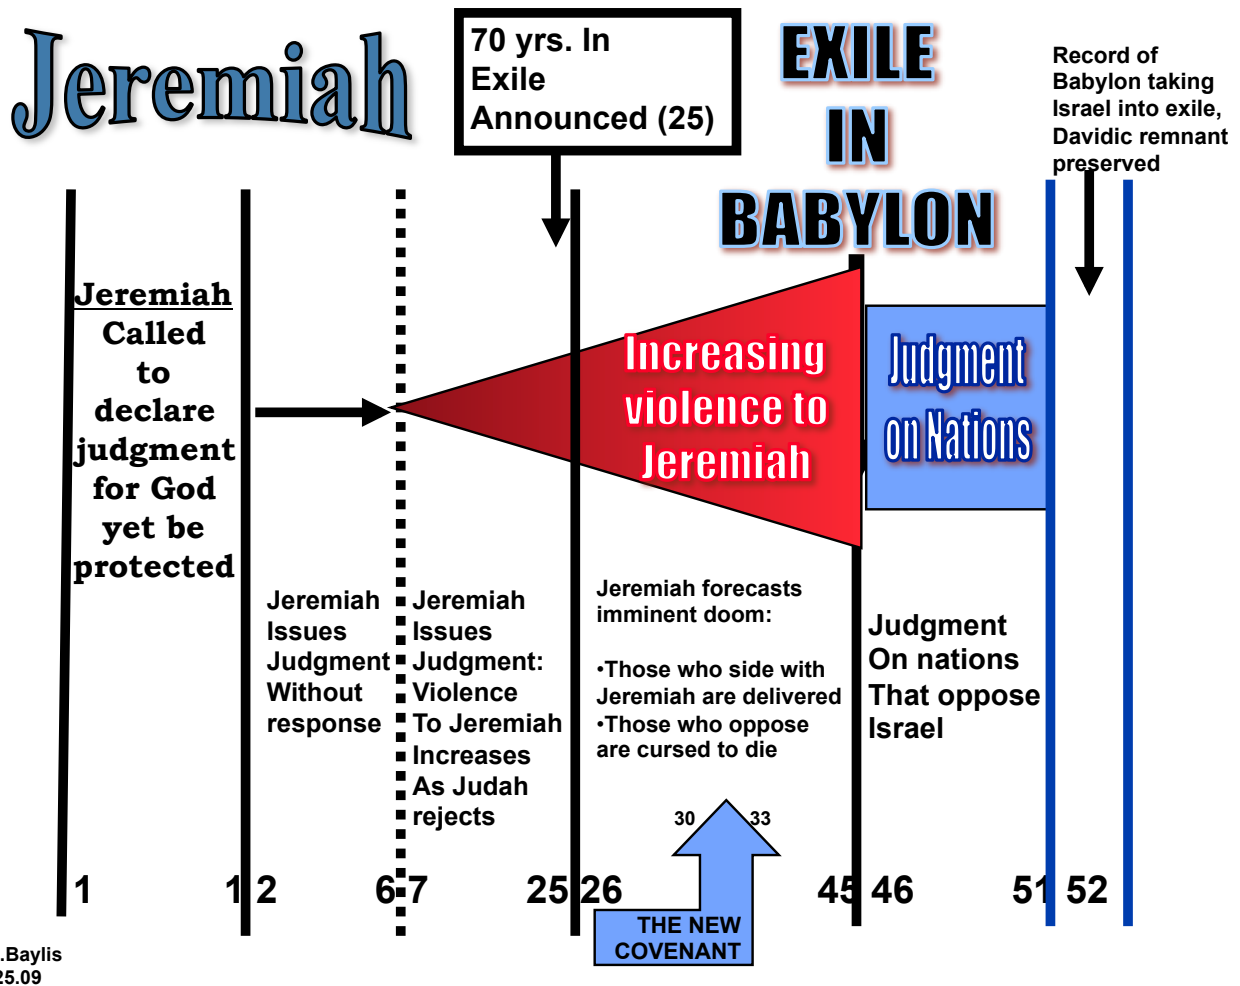 Jeremiah
70 yrs. In
Exile
Announced (25)
EXILE
IN
BABYLON
Record of
Babylon taking
Israel into exile,
Davidic remnant
preserved
Jeremiah
Called
to
declare
judgment
for God
yet be
protected
Increasing
violence to
Jeremiah
Judgment
on Nations
Jeremiah
Issues
Judgment
Without
response
Jeremiah
Issues
Judgment:
Violence
To Jeremiah
Increases
As Judah
rejects
Jeremiah forecasts
imminent doom:
•Those who side with
Jeremiah are delivered
•Those who oppose
are cursed to die
Judgment
On nations
That oppose
Israel
30 33
1 1 2 6 7 25 26 45 46 51 52
THE NEW
COVENANT
.Baylis
25.09